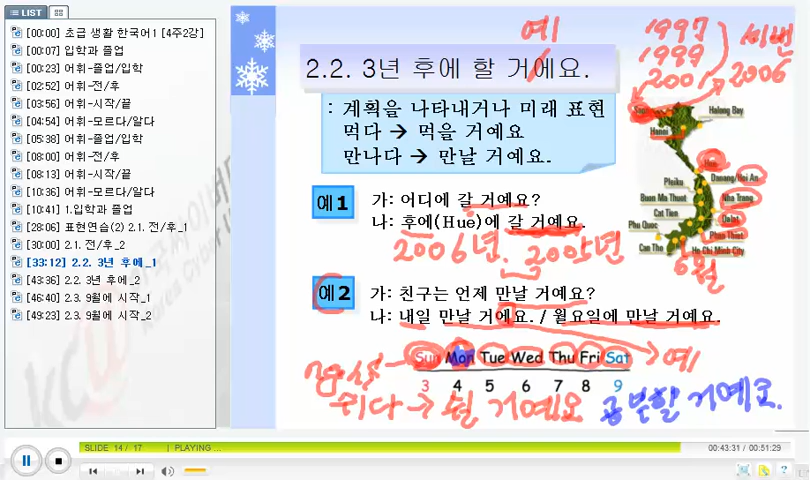 LIST
[00:00] 초급 생활 한국어1 [4주2강]
[00:07] 입학과 졸업
[00:23] 어휘-졸업/입학
[02:52] 어휘-전/후
[03:56] 어휘-시작/끝
[04:54] 어휘-모르다/알다
[05:38] 어휘-졸업/입학
[08:00] 어휘-전/후
[08:13] 어휘-시작/끝
[10:36] 어휘-모르다/알다
[10:41] 1.입학과 졸업
[28:06] 표현연습(2) 2.1. 전/후_1
[30:00] 2.1. 전/후_2
[33:12] 2.2. 3년 후에_1
[43:36] 2.2. 3년 후에_2
[46:40] 2.3. 9월에 시작_1
[49:23] 2.3. 9월에 시작_2
예
2.2. 3년 후에 할 거예요.
: 계획을 나타내거나 미래 표현
먹다 → 먹을 거예요
만나다 → 만날 거예요.
1997
1989
2001
2006
Halong Bay
Hanoi
Hue
Danang/Hoi An
Pleiku
Buon Ma Thuot
Nha Trang
Cat Tien
Dalat
Phu Quoc
Phan Thiet
Can Tho
Ho Chi Minh City
6월
예1
가: 어디에 갈 거예요?
나: 후에(Hue)에 갈 거예요.
2006년.
예2
가: 친구는 언제 만날 거예요?
나: 내일 만날 거예요. / 월요일에 만날 거예요.
Sun Mon Tue Wed Thu Fri Sat
예
3 4 5 6 7 8 9
쉬다 → 쉴 거예요
공부할 거예요.
SLIDE 14 / 17 | PLAYING ...
00:43:31 / 00:51:29